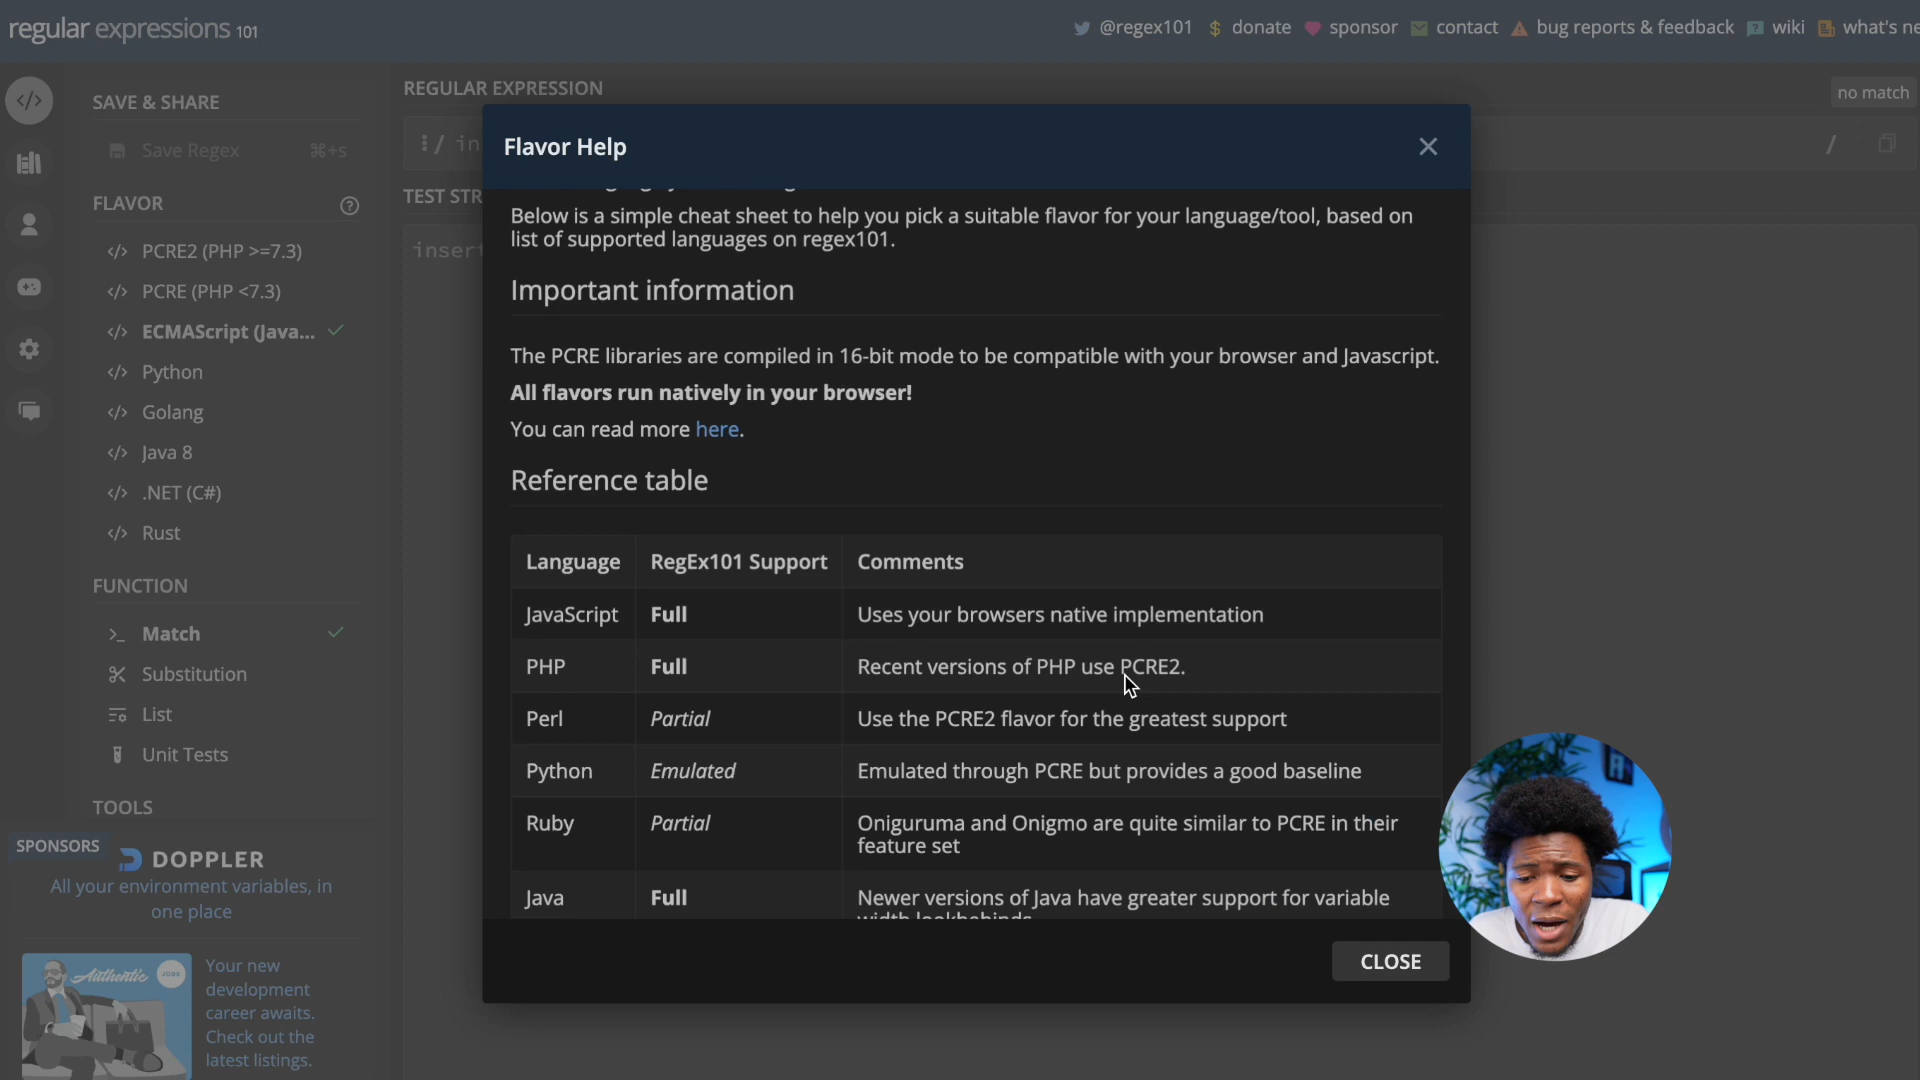 regular expressions 101
@regex101
donate
sponsor
contact
bug reports & feedback
wiki
what's ne
SAVE & SHARE
Save Regex ⌘+s
FLAVOR
PCRE2 (PHP >=7.3)
PCRE (PHP <7.3)
ECMAScript (Java...
Python
Golang
Java 8
.NET (C#)
Rust
FUNCTION
Match
Substitution
List
Unit Tests
TOOLS
SPONSORS
DOPPLER
All your environment variables, in
one place
Authentic JOBS
Your new
development
career awaits.
Check out the
latest listings.
REGULAR EXPRESSION
no match
/ in
/
TEST STR
insert
Flavor Help
Below is a simple cheat sheet to help you pick a suitable flavor for your language/tool, based on
list of supported languages on regex101.
Important information
The PCRE libraries are compiled in 16-bit mode to be compatible with your browser and Javascript.
All flavors run natively in your browser!
You can read more here.
Reference table
Language RegEx101 Support Comments
JavaScript Full Uses your browsers native implementation
PHP Full Recent versions of PHP use PCRE2.
Perl Partial Use the PCRE2 flavor for the greatest support
Python Emulated Emulated through PCRE but provides a good baseline
Ruby Partial Oniguruma and Onigmo are quite similar to PCRE in their
feature set
Java Full Newer versions of Java have greater support for variable
width lookbehinds
CLOSE